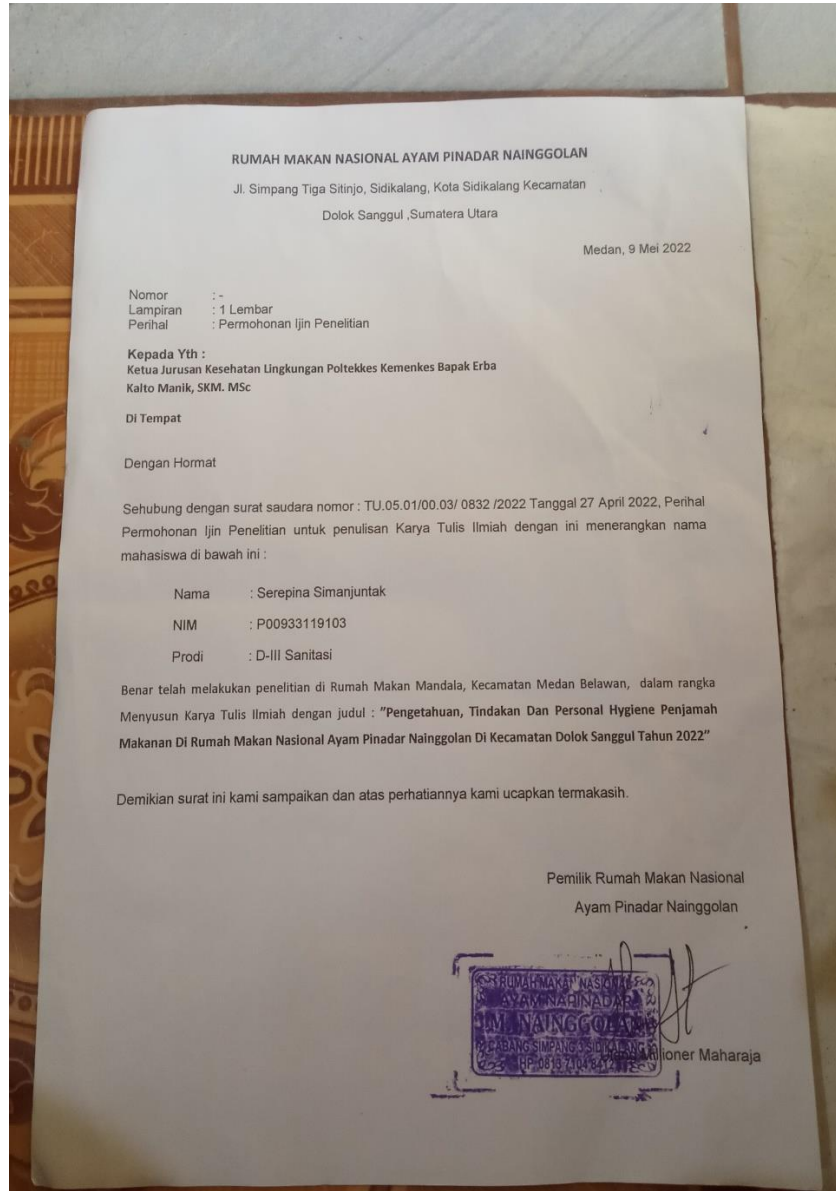 RUMAH MAKAN NASIONAL AYAM PINADAR NAINGGOLAN
Jl. Simpang Tiga Sitinjo, Sidikalang, Kota Sidikalang Kecamatan
Dolok Sanggul ,Sumatera Utara
Medan, 9 Mei 2022
Nomor : -
Lampiran : 1 Lembar
Perihal : Permohonan Ijin Penelitian
Kepada Yth :
Ketua Jurusan Kesehatan Lingkungan Poltekkes Kemenkes Bapak Erba
Kalto Manik, SKM. MSc
Di Tempat
Dengan Hormat
Sehubung dengan surat saudara nomor : TU.05.01/00.03/ 0832 /2022 Tanggal 27 April 2022, Perihal
Permohonan Ijin Penelitian untuk penulisan Karya Tulis Ilmiah dengan ini menerangkan nama
mahasiswa di bawah ini :
Nama : Serepina Simanjuntak
NIM : P00933119103
Prodi : D-III Sanitasi
Benar telah melakukan penelitian di Rumah Makan Mandala, Kecamatan Medan Belawan, dalam rangka
Menyusun Karya Tulis Ilmiah dengan judul : "Pengetahuan, Tindakan Dan Personal Hygiene Penjamah
Makanan Di Rumah Makan Nasional Ayam Pinadar Nainggolan Di Kecamatan Dolok Sanggul Tahun 2022"
Demikian surat ini kami sampaikan dan atas perhatiannya kami ucapkan termakasih.
Pemilik Rumah Makan Nasional
Ayam Pinadar Nainggolan
RUMAH MAKAN NASIONAL
AYAM NAPINADAR
M. NAINGGOLAN
CABANG SIMPANG 3 SIDIKALANG
HP. 0813 7104
Maharaja